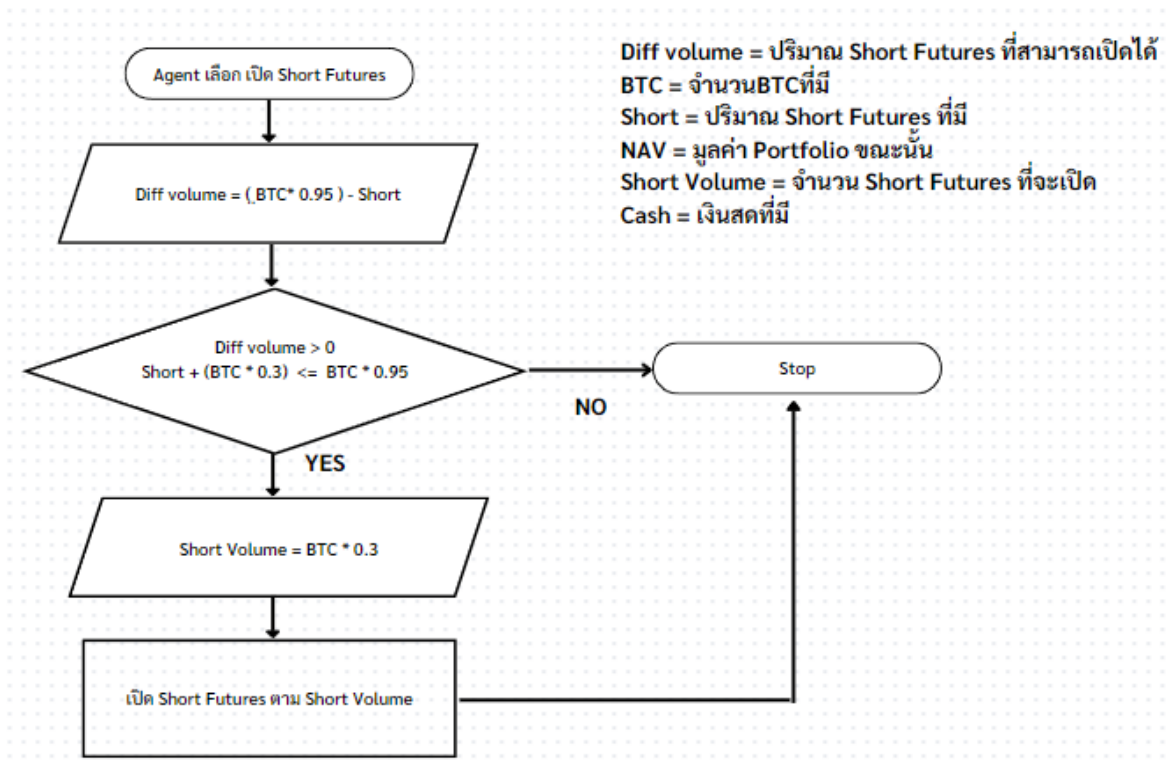 Agent เลือก เปิด Short Futures
Diff volume = ปริมาณ Short Futures ที่สามารถเปิดได้
BTC = จำนวนBTCที่มี
Short = ปริมาณ Short Futures ที่มี
NAV = มูลค่า Portfolio ขณะนั้น
Short Volume = จำนวน Short Futures ที่จะเปิด
Cash = เงินสดที่มี
Diff volume = ( BTC* 0.95 ) - Short
Diff volume > 0
Short + (BTC * 0.3) <= BTC * 0.95
NO
Stop
YES
Short Volume = BTC * 0.3
เปิด Short Futures ตาม Short Volume